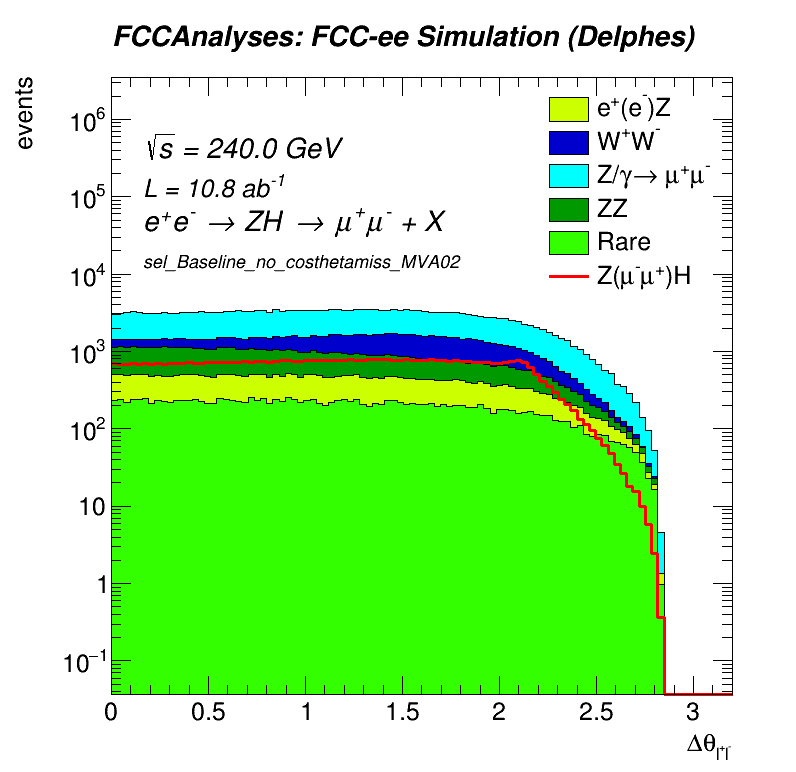 FCCAnalyses: FCC-ee Simulation (Delphes)
events
√s = 240.0 GeV
L = 10.8 ab⁻¹
e⁺e⁻ → ZH → μ⁺μ⁻ + X
sel_Baseline_no_costhetamiss_MVA02
e⁺(e⁻)Z
W⁺W⁻
Z/γ→ μ⁺μ⁻
ZZ
Rare
Z(μ⁻μ⁺)H
10⁶
10⁵
10⁴
10³
10²
10
1
10⁻¹
0 0.5 1 1.5 2 2.5 3
Δθ_l⁺l⁻